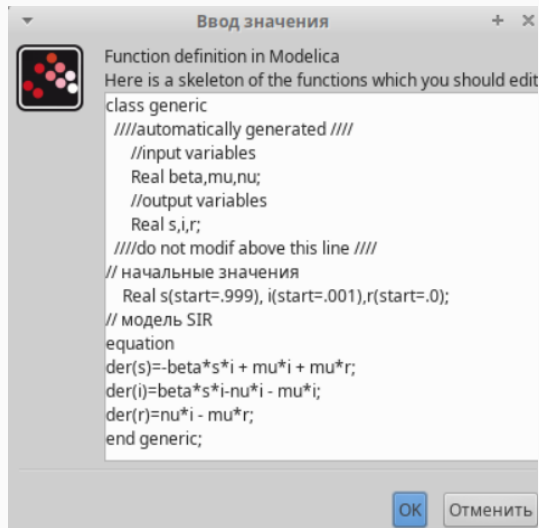 Ввод значения
Function definition in Modelica
Here is a skeleton of the functions which you should edit
class generic
////automatically generated ////
//input variables
Real beta,mu,nu;
//output variables
Real s,i,r;
////do not modif above this line ////
// начальные значения
Real s(start=.999), i(start=.001),r(start=.0);
// модель SIR
equation
der(s)=-beta*s*i + mu*i + mu*r;
der(i)=beta*s*i-nu*i - mu*i;
der(r)=nu*i - mu*r;
end generic;
OK Отменить